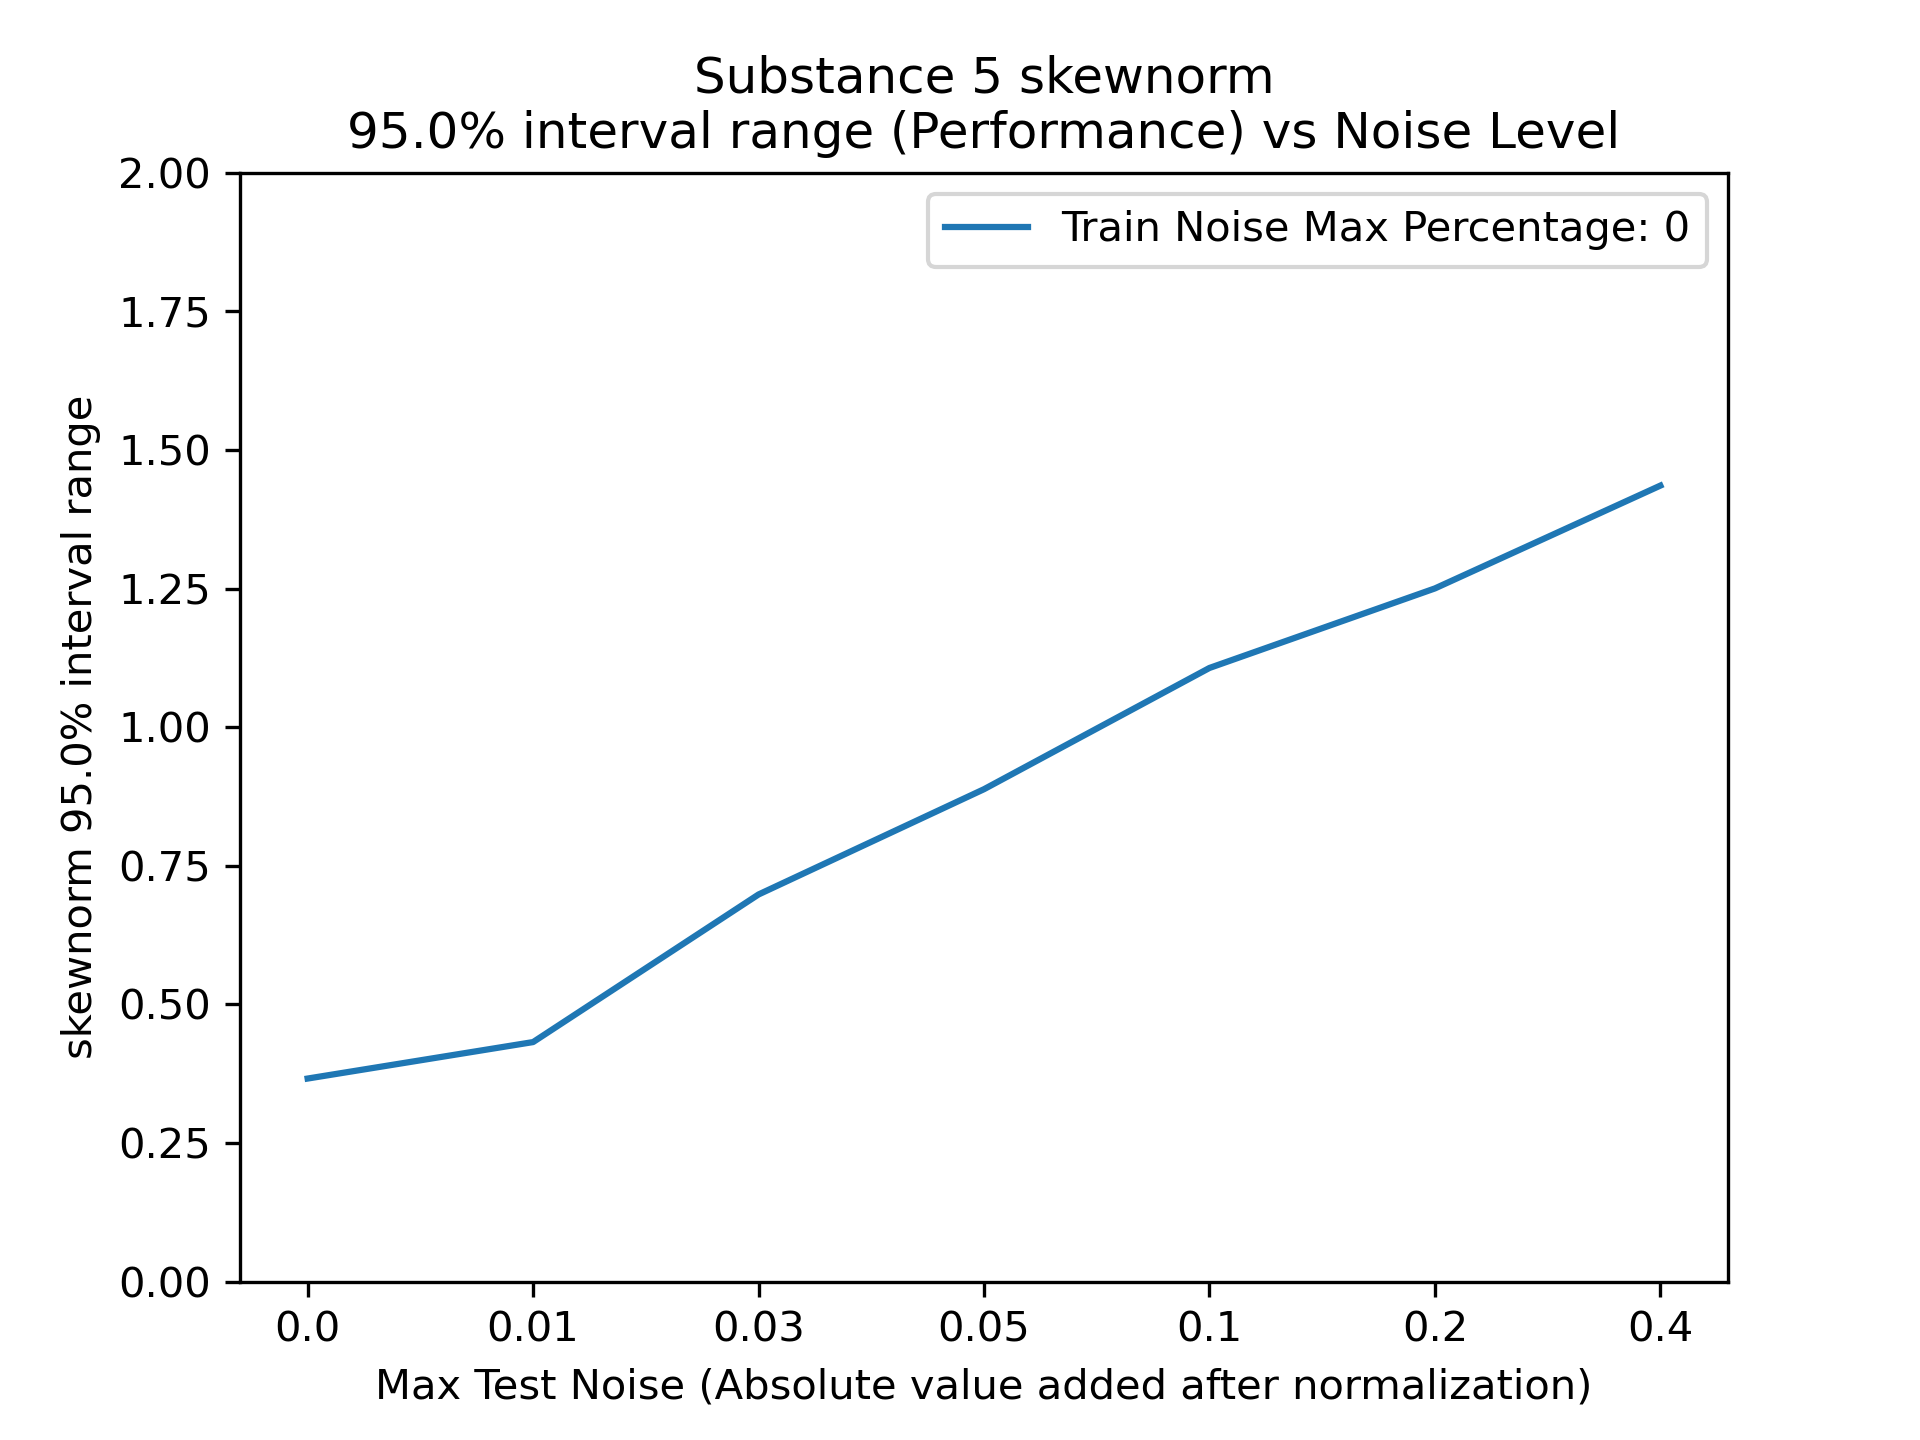 Substance 5 skewnorm
95.0% interval range (Performance) vs Noise Level
Train Noise Max Percentage: 0
skewnorm 95.0% interval range
2.00
1.75
1.50
1.25
1.00
0.75
0.50
0.25
0.00
0.0 0.01 0.03 0.05 0.1 0.2 0.4
Max Test Noise (Absolute value added after normalization)